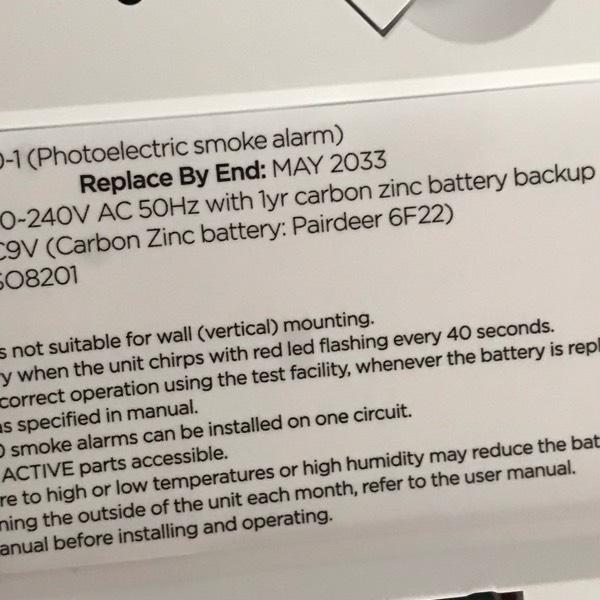 )-1 (Photoelectric smoke alarm)
Replace By End: MAY 2033
0~240V AC 50Hz with 1yr carbon zinc battery backup
C9V (Carbon Zinc battery: Pairdeer 6F22)
SO8201
s not suitable for wall (vertical) mounting.
y when the unit chirps with red led flashing every 40 seconds.
correct operation using the test facility, whenever the battery is repl
as specified in manual.
0 smoke alarms can be installed on one circuit.
ACTIVE parts accessible.
re to high or low temperatures or high humidity may reduce the bat
ning the outside of the unit each month, refer to the user manual.
anual before installing and operating.